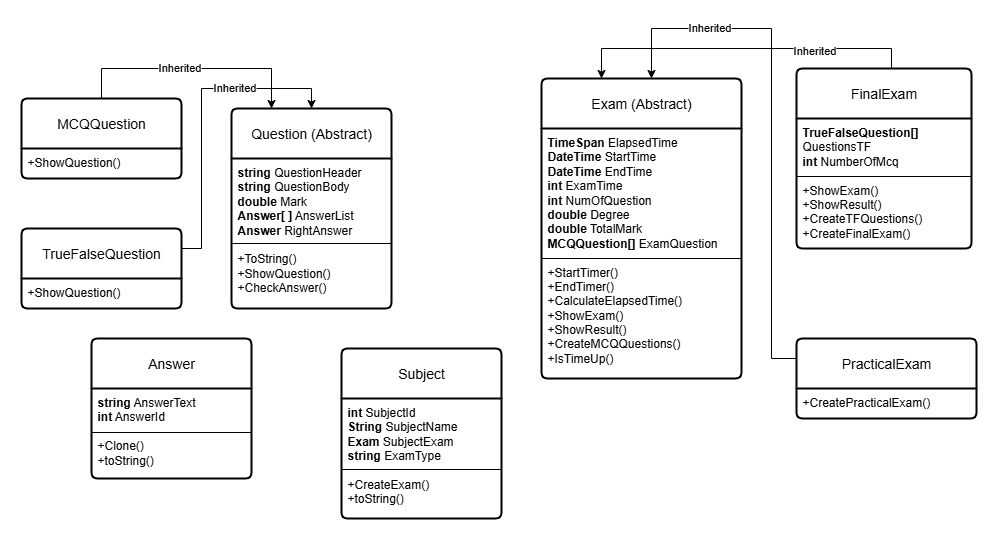 Inherited
Inherited
MCQQuestion
+ShowQuestion()
TrueFalseQuestion
+ShowQuestion()
Question (Abstract)
string QuestionHeader
string QuestionBody
double Mark
Answer[ ] AnswerList
Answer RightAnswer
+ToString()
+ShowQuestion()
+CheckAnswer()
Answer
string AnswerText
int AnswerId
+Clone()
+toString()
Subject
int SubjectId
String SubjectName
Exam SubjectExam
string ExamType
+CreateExam()
+toString()
Inherited
Inherited
Exam (Abstract)
TimeSpan ElapsedTime
DateTime StartTime
DateTime EndTime
int ExamTime
int NumOfQuestion
double Degree
double TotalMark
MCQQuestion[] ExamQuestion
+StartTimer()
+EndTimer()
+CalculateElapsedTime()
+ShowExam()
+ShowResult()
+CreateMCQQuestions()
+IsTimeUp()
FinalExam
TrueFalseQuestion[]
QuestionsTF
int NumberOfMcq
+ShowExam()
+ShowResult()
+CreateTFQuestions()
+CreateFinalExam()
PracticalExam
+CreatePracticalExam()